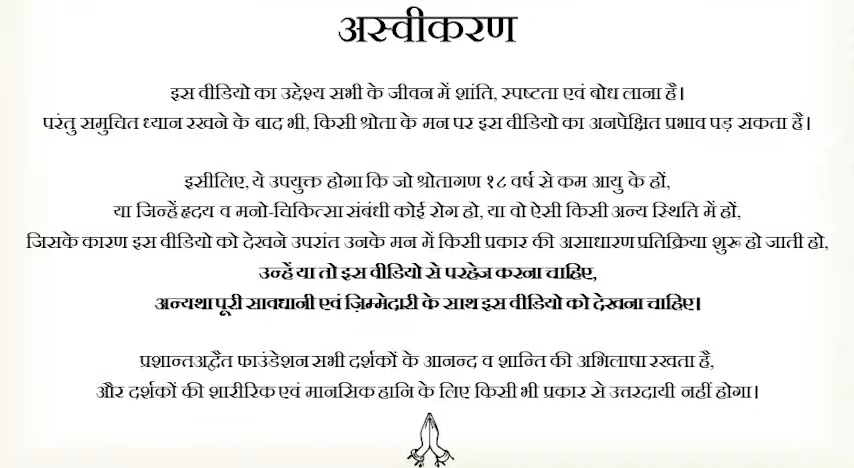 अस्वीकरण
इस वीडियो का उद्देश्य सभी के जीवन में शांति, स्पष्टता एवं बोध लाना है।
परंतु समुचित ध्यान रखने के बाद भी, किसी श्रोता के मन पर इस वीडियो का अनपेक्षित प्रभाव पड़ सकता है।
इसीलिए, ये उपयुक्त होगा कि जो श्रोतागण १८ वर्ष से कम आयु के हों,
या जिन्हें हृदय व मनो-चिकित्सा संबंधी कोई रोग हो, या वो ऐसी किसी अन्य स्थिति में हों,
जिसके कारण इस वीडियो को देखने उपरांत उनके मन में किसी प्रकार की असाधारण प्रतिक्रिया शुरू हो जाती हो,
उन्हें या तो इस वीडियो से परहेज करना चाहिए,
अन्यथा पूरी सावधानी एवं ज़िम्मेदारी के साथ इस वीडियो को देखना चाहिए।
प्रशान्तअद्वैत फाउंडेशन सभी दर्शकों के आनन्द व शान्ति की अभिलाषा रखता है,
और दर्शकों की शारीरिक एवं मानसिक हानि के लिए किसी भी प्रकार से उत्तरदायी नहीं होगा।